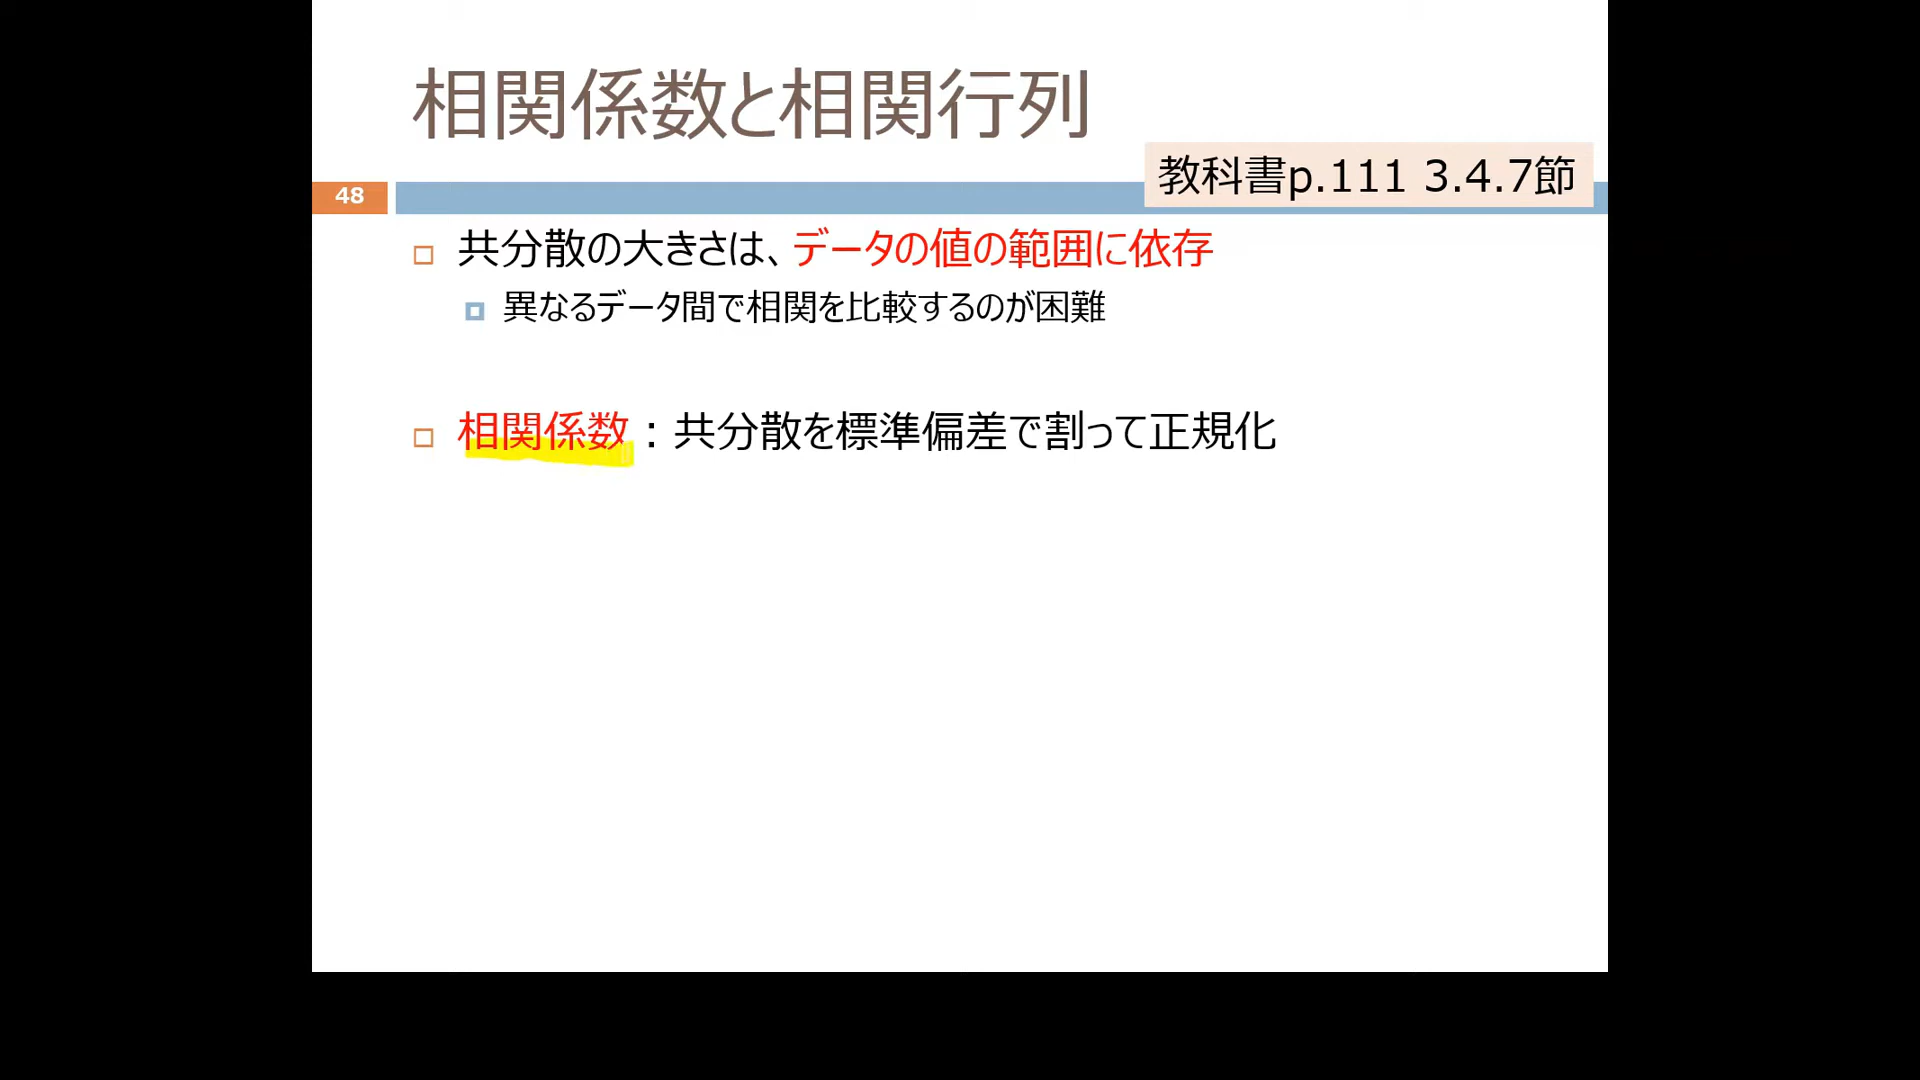 相関係数と相関行列
教科書p.111 3.4.7節
48
共分散の大きさは、データの値の範囲に依存
異なるデータ間で相関を比較するのが困難
相関係数：共分散を標準偏差で割って正規化